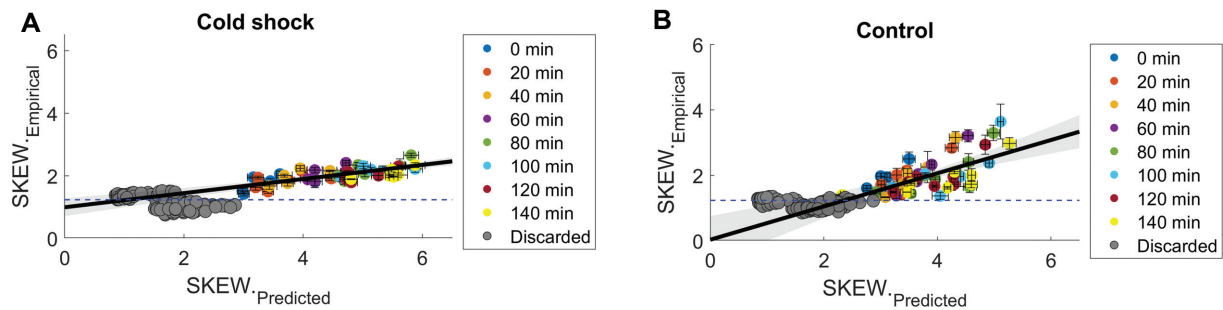 A
Cold shock
SKEW.Empirical
6
4
2
0
0 2 4 6
SKEW.Predicted
0 min
20 min
40 min
60 min
80 min
100 min
120 min
140 min
Discarded
B
Control
SKEW.Empirical
6
4
2
0
0 2 4 6
SKEW.Predicted
0 min
20 min
40 min
60 min
80 min
100 min
120 min
140 min
Discarded